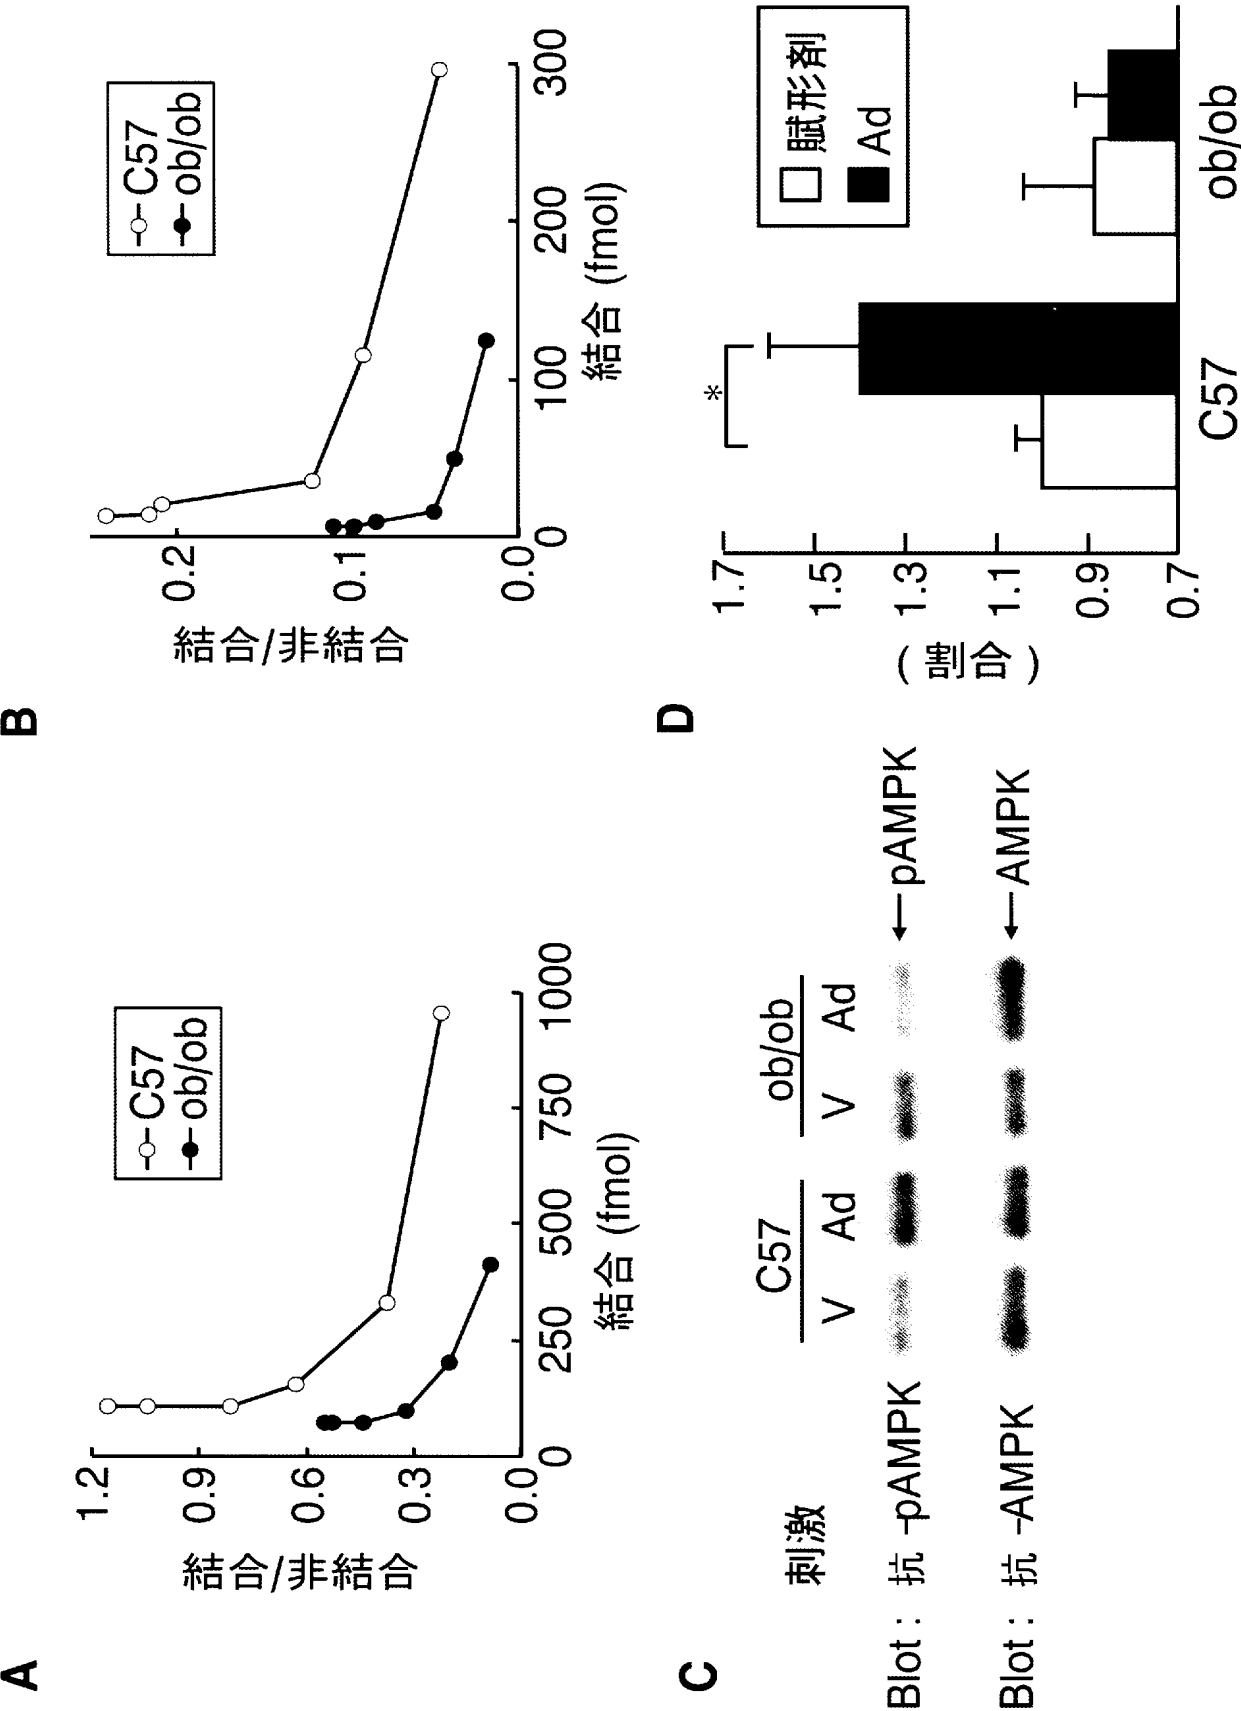 A
結合/非結合
1.2
0.9
0.6
0.3
0.0
0
250
500
750
1000
結合 (fmol)
C57
ob/ob
B
結合/非結合
0.2
0.1
0.0
0
100
200
300
結合 (fmol)
C57
ob/ob
C
C57
ob/ob
刺激
V
Ad
V
Ad
Blot : 抗 -pAMPK
pAMPK
Blot : 抗 -AMPK
AMPK
D
(割合)
1.7
1.5
1.3
1.1
0.9
0.7
*
賦形剤
Ad
C57
ob/ob